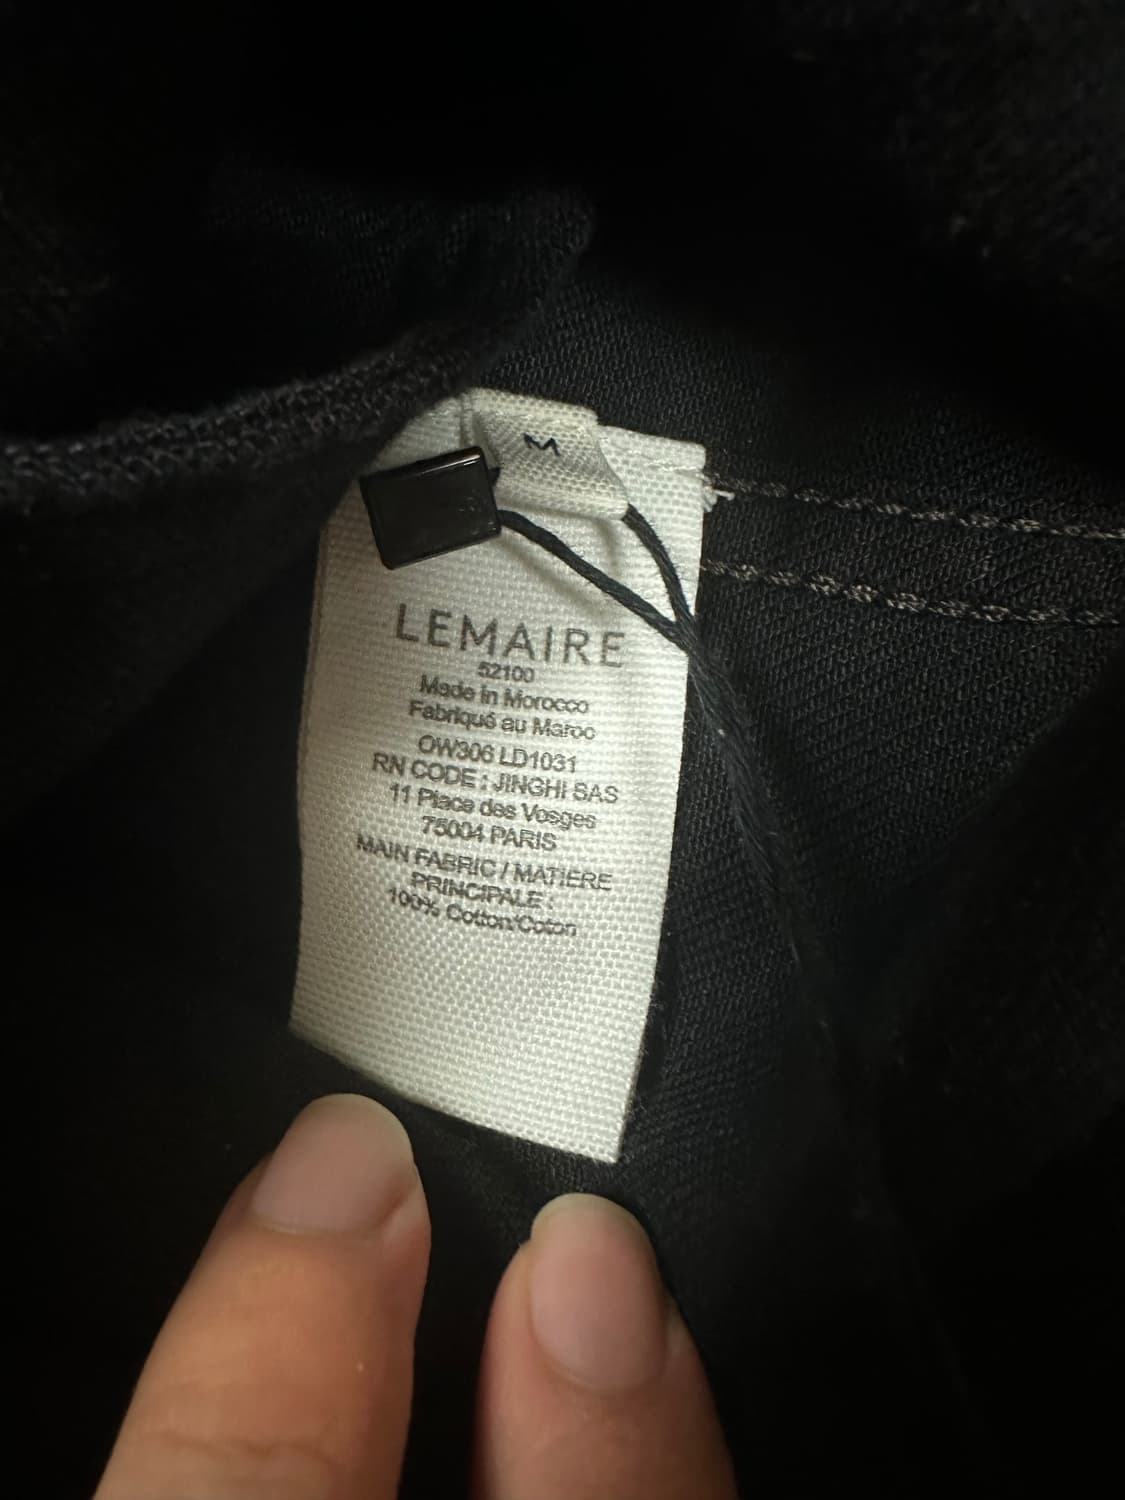 M
LEMAIRE
52100
Made in Morocco
Fabriqué au Maroc
OW306 LD1031
RN CODE : JINGHI SAS
11 Place des Vosges
75004 PARIS
MAIN FABRIC / MATIERE
PRINCIPALE :
100% Cotton/Coton